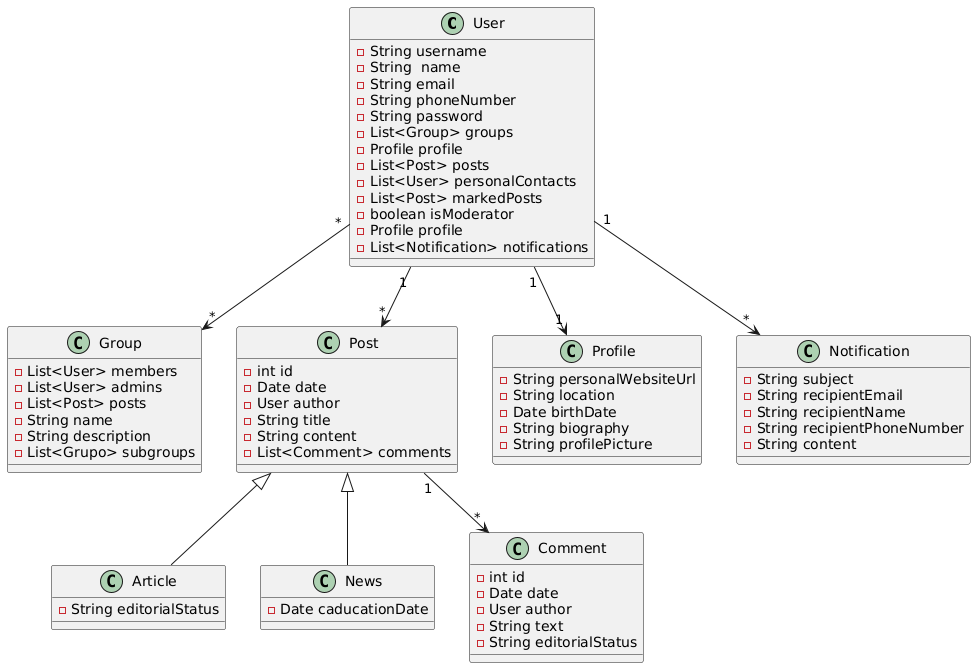 C User
String username
String  name
String email
String phoneNumber
String password
List<Group> groups
Profile profile
List<Post> posts
List<User> personalContacts
List<Post> markedPosts
boolean isModerator
Profile profile
List<Notification> notifications
*
*
1
*
1
1
1
*
C Group
List<User> members
List<User> admins
List<Post> posts
String name
String description
List<Grupo> subgroups
C Post
int id
Date date
User author
String title
String content
List<Comment> comments
C Profile
String personalWebsiteUrl
String location
Date birthDate
String biography
String profilePicture
C Notification
String subject
String recipientEmail
String recipientName
String recipientPhoneNumber
String content
1
*
C Article
String editorialStatus
C News
Date caducationDate
C Comment
int id
Date date
User author
String text
String editorialStatus